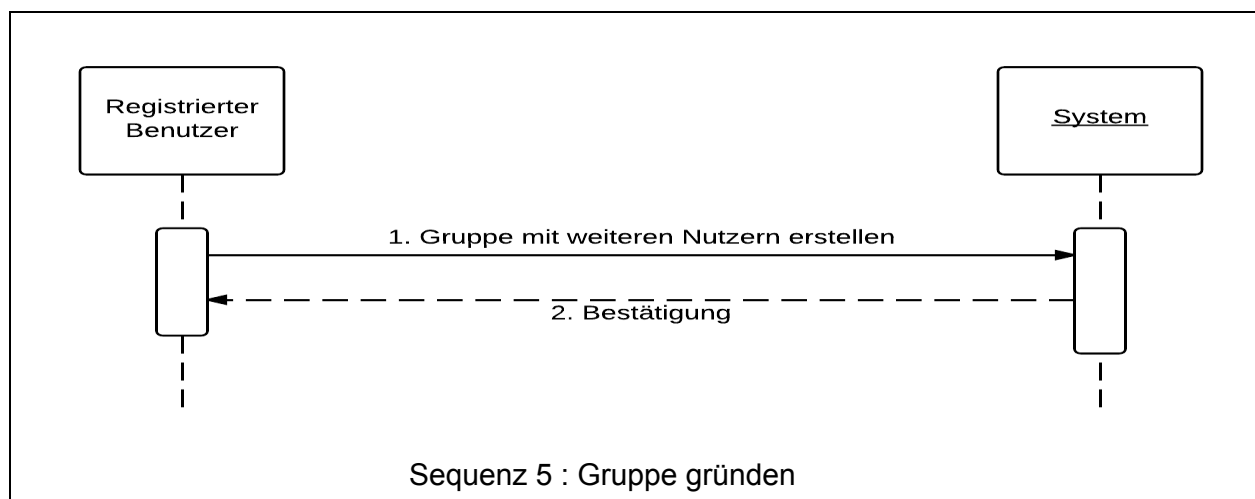 Registrierter
Benutzer
System
1. Gruppe mit weiteren Nutzern erstellen
2. Bestätigung
Sequenz 5 : Gruppe gründen